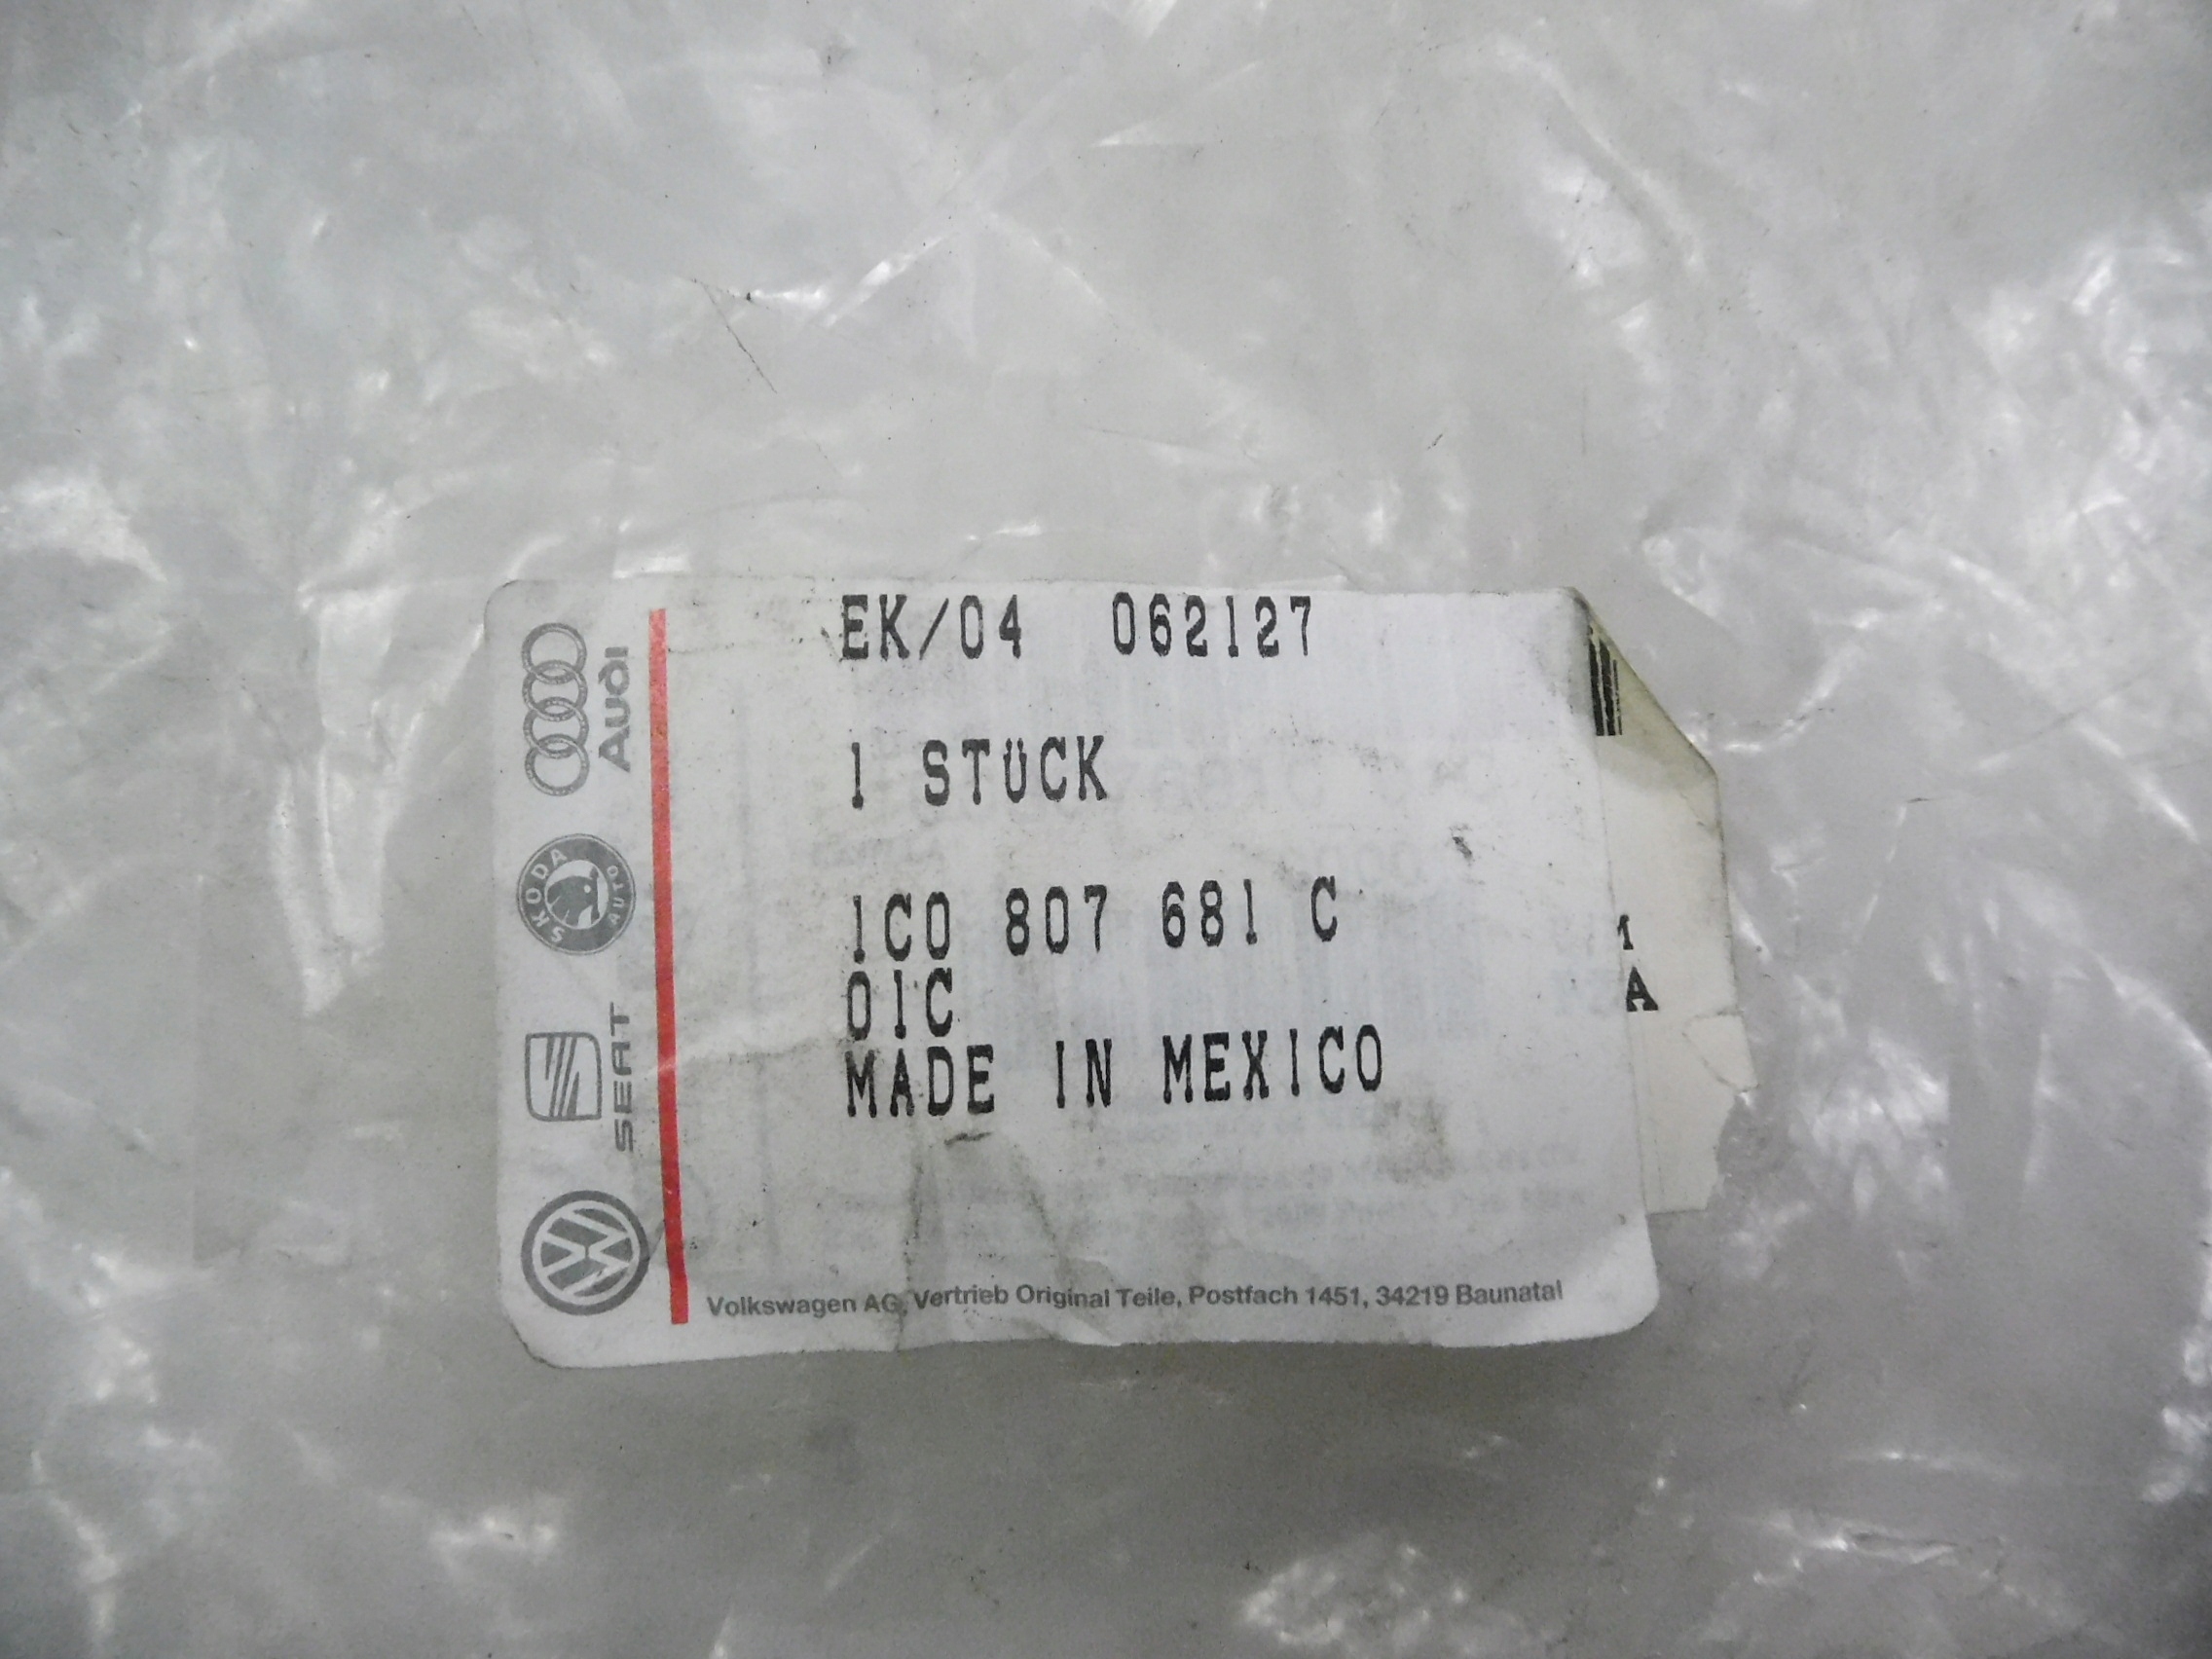 EK/04 062127
1 STÜCK
1C0 807 681 C
01C
MADE IN MEXICO
Volkswagen AG, Vertrieb Original Teile, Postfach 1451, 34219 Baunatal
Audi
SKODA AUTO
SEAT
1
A